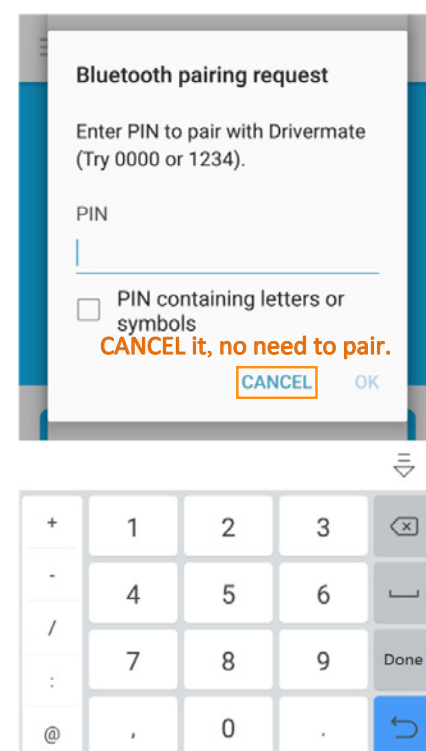 Bluetooth pairing request
Enter PIN to pair with Drivermate
(Try 0000 or 1234).
PIN
PIN containing letters or
symbols
CANCEL it, no need to pair.
CANCEL OK
+ 1 2 3
- 4 5 6
/ 7 8 9 Done
:
@ , 0 .